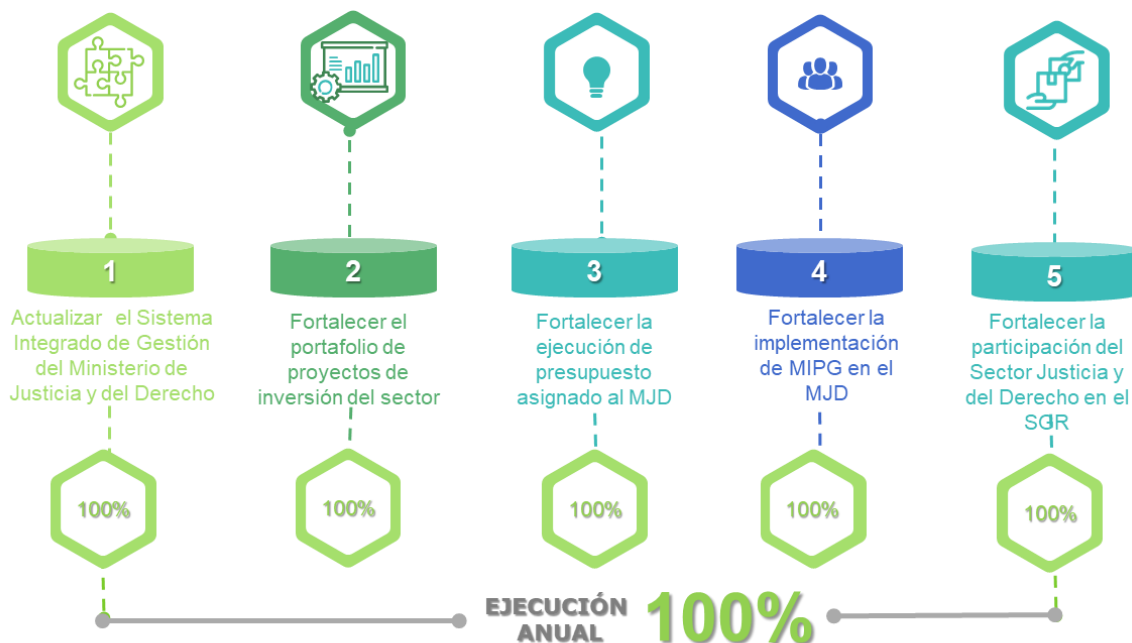 1
Actualizar el Sistema
Integrado de Gestión
del Ministerio de
Justicia y del Derecho
100%
2
Fortalecer el
portafolio de
proyectos de
inversión del sector
100%
3
Fortalecer la
ejecución de
presupuesto
asignado al MJD
100%
4
Fortalecer la
implementación
de MIPG en el
MJD
100%
5
Fortalecer la
participación del
Sector Justicia y
del Derecho en el
SGR
100%
EJECUCIÓN
ANUAL
100%